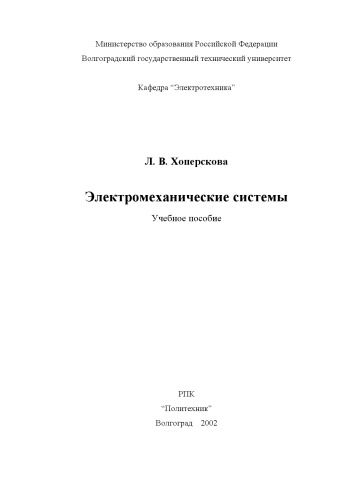 Министерство образования Российской Федерации
Волгоградский государственный технический университет
Кафедра “Электротехника”
Л. В. Хоперскова
Электромеханические системы
Учебное пособие
РПК
“Политехник”
Волгоград 2002